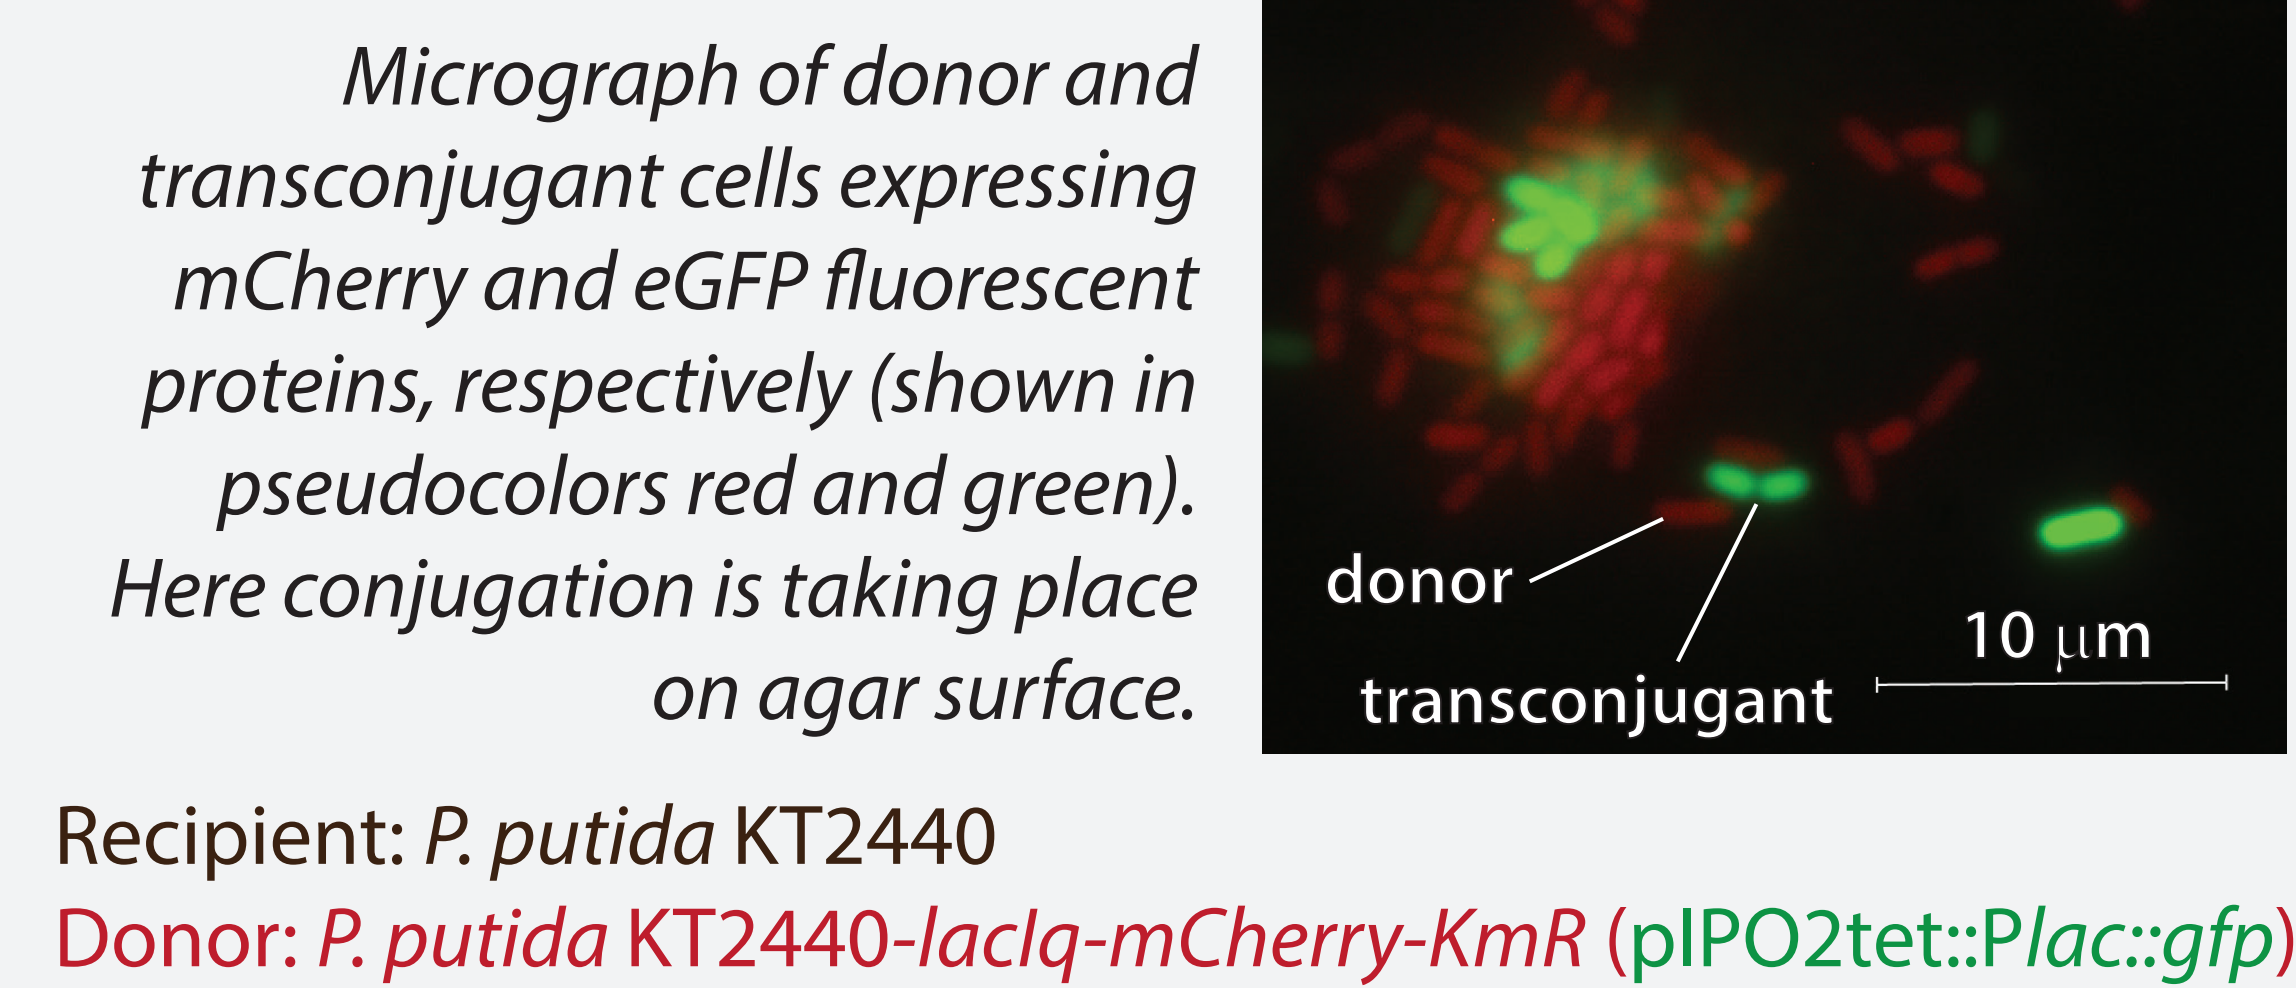 Micrograph of donor and
transconjugant cells expressing
mCherry and eGFP fluorescent
proteins, respectively (shown in
pseudocolors red and green).
Here conjugation is taking place
on agar surface.
donor
transconjugant
10 μm
Recipient: P. putida KT2440
Donor: P. putida KT2440-lacIq-mCherry-KmR (pIPO2tet::Plac::gfp)